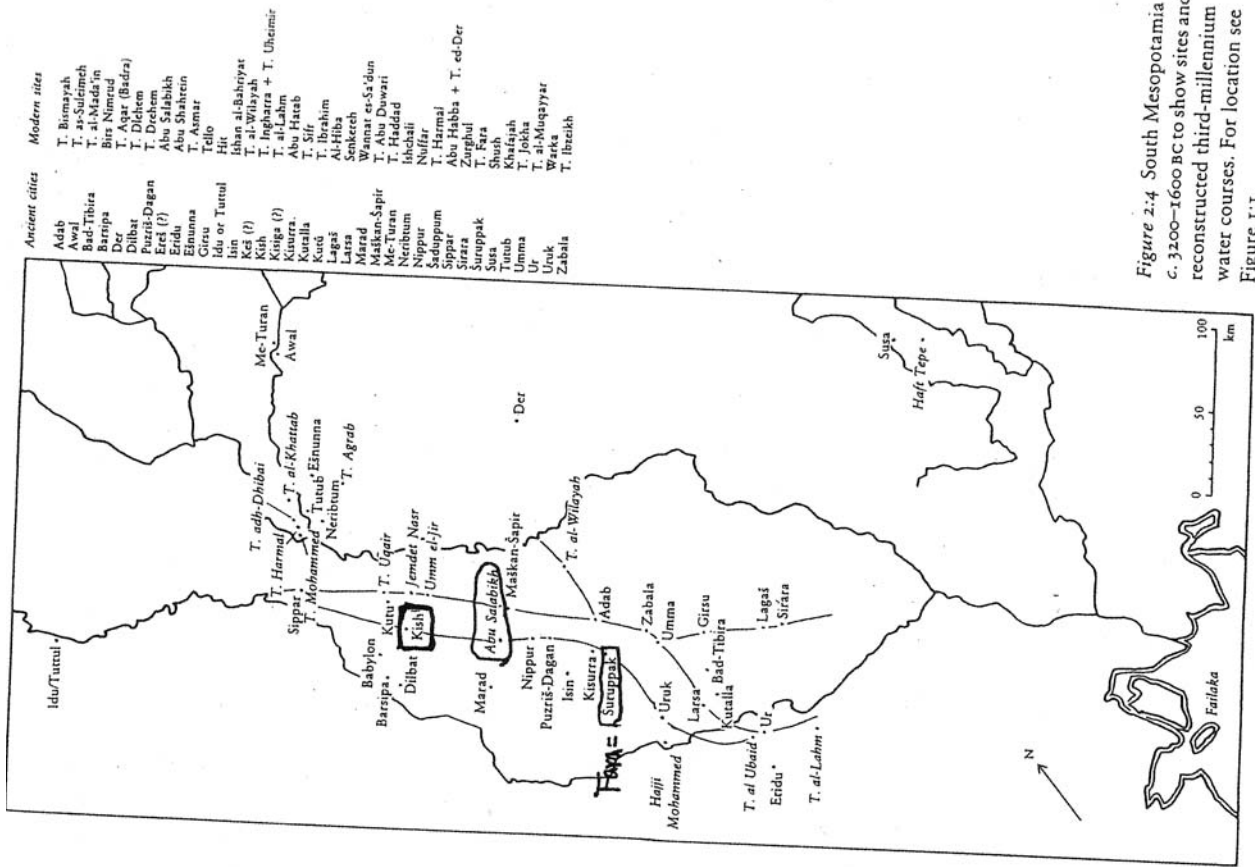 Ancient cities Modern sites
Adab T. Bismayah
Awal T. as-Suleimeh
Bad-Tibira T. al-Mada'in
Barsipa Birs Nimrud
Der T. Aqar (Badra)
Dilbat T. Dlehem
Puzriš-Dagan T. Drehem
Ereš (?) Abu Salabikh
Eridu Abu Shahrein
Ešnunna T. Asmar
Girsu Tello
Idu or Tuttul Hit
Isin Ishan al-Bahriyat
Keš (?) T. al-Wilayah
Kish T. Ingharra + T. Uheimir
Kisiga (?) T. al-Lahm
Kisurra. Abu Hatab
Kutalla T. Sifr
Kutû T. Ibrahim
Lagaš Al-Hiba
Larsa Senkereh
Marad Wannat es-Sa'dun
Maškan-Šapir T. Abu Duwari
Me-Turan T. Haddad
Neribtum Ishchali
Nippur Nuffar
Šaduppum T. Harmal
Sippar Abu Habba + T. ed-Der
Sirara Zurghul
Šuruppak T. Fara
Susa Shush
Tutub Khafajah
Umma T. Jokha
Ur T. al-Muqayyar
Uruk Warka
Zabala T. Ibzeikh
Idu/Tuttul
Me-Turan
Awal
T. adh-Dhibai
T. al-Khattab
T. Harmal
Sippar
T. Mohammed
Tutub
Ešnunna
Neribtum
T. Agrab
Babylon
Kutu
T. Uqair
Barsipa
Dilbat
Kish
Jemdet Nasr
Umm el-Jir
Der
Marad
Abu Salabikh
Maškan-Šapir
Nippur
Puzriš-Dagan
T. al-Wilayah
Isin
Kisurra
Adab
Fara =
Suruppak
Zabala
Umma
Uruk
Hajji
Mohammed
Girsu
Bad-Tibira
Larsa
Kutalla
Lagaš
Sirara
Ur
T. al Ubaid
Eridu
T. al-Lahm
Susa
Haft Tepe
N
Failaka
0 50 100
km
Figure 2:4 South Mesopotamia
c. 3200–1600 BC to show sites and
reconstructed third-millennium
water courses. For location see
Figure 1:1